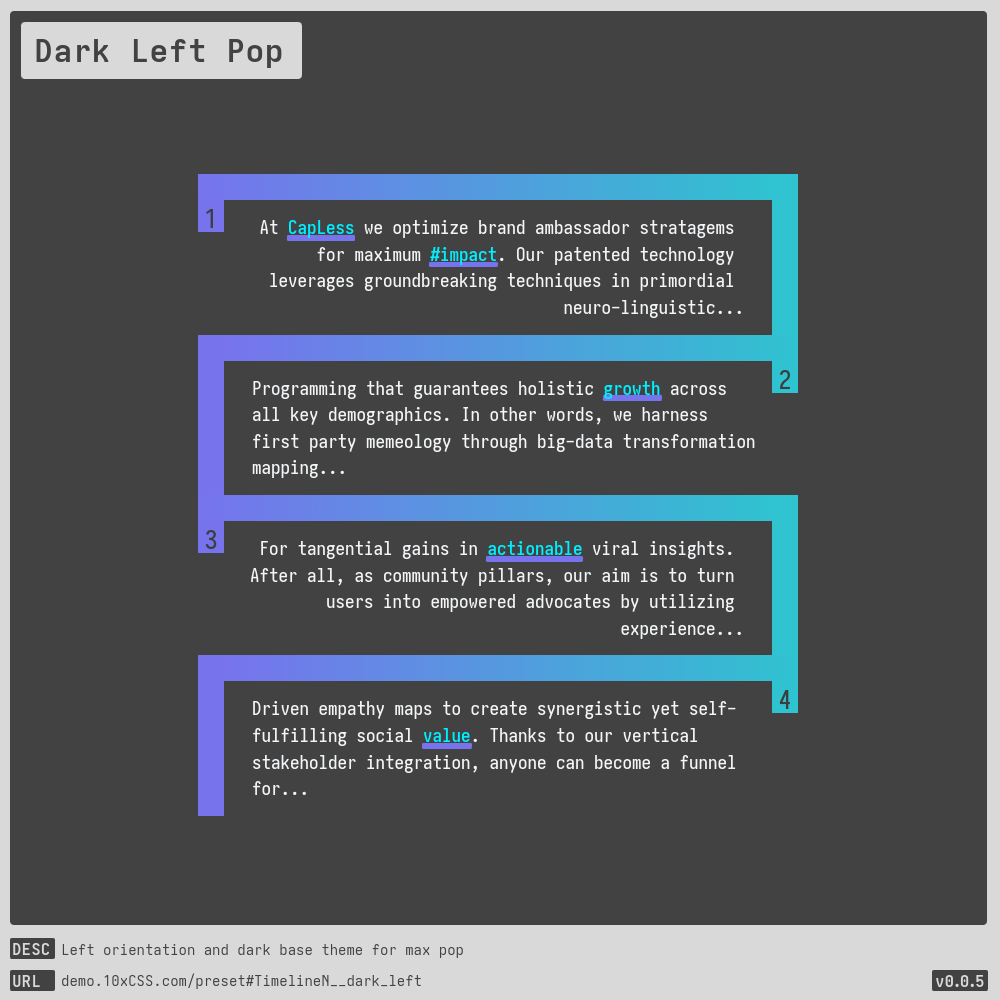 Dark Left Pop
1
At CapLess we optimize brand ambassador stratagems
for maximum #impact. Our patented technology
leverages groundbreaking techniques in primordial
neuro-linguistic...
2
Programming that guarantees holistic growth across
all key demographics. In other words, we harness
first party memeology through big-data transformation
mapping...
3
For tangential gains in actionable viral insights.
After all, as community pillars, our aim is to turn
users into empowered advocates by utilizing
experience...
4
Driven empathy maps to create synergistic yet self-
fulfilling social value. Thanks to our vertical
stakeholder integration, anyone can become a funnel
for...
DESC Left orientation and dark base theme for max pop
URL demo.10xCSS.com/preset#TimelineN__dark_left
v0.0.5